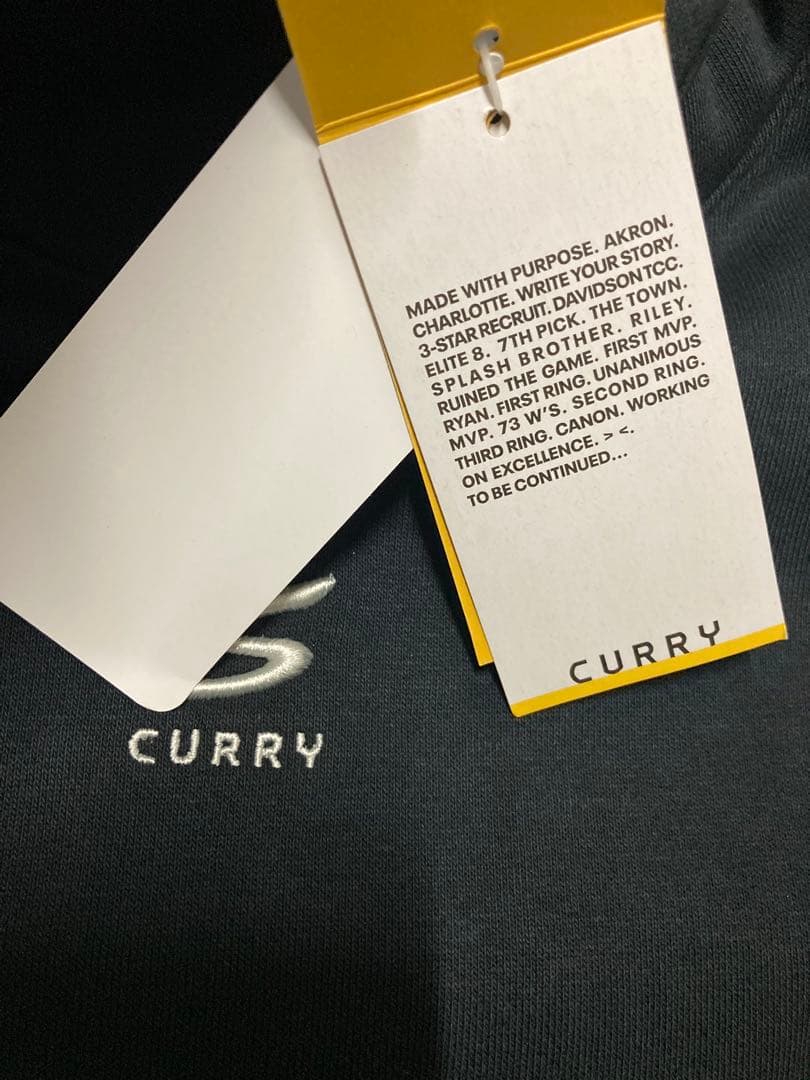 MADE WITH PURPOSE. AKRON.
CHARLOTTE. WRITE YOUR STORY.
3-STAR RECRUIT. DAVIDSON TCC.
ELITE 8. 7TH PICK. THE TOWN.
SPLASH BROTHER. RILEY.
RUINED THE GAME. FIRST MVP.
RYAN. FIRST RING. UNANIMOUS
MVP. 73 W'S. SECOND RING.
THIRD RING. CANON. WORKING
ON EXCELLENCE. > <.
TO BE CONTINUED...
CURRY
CURRY